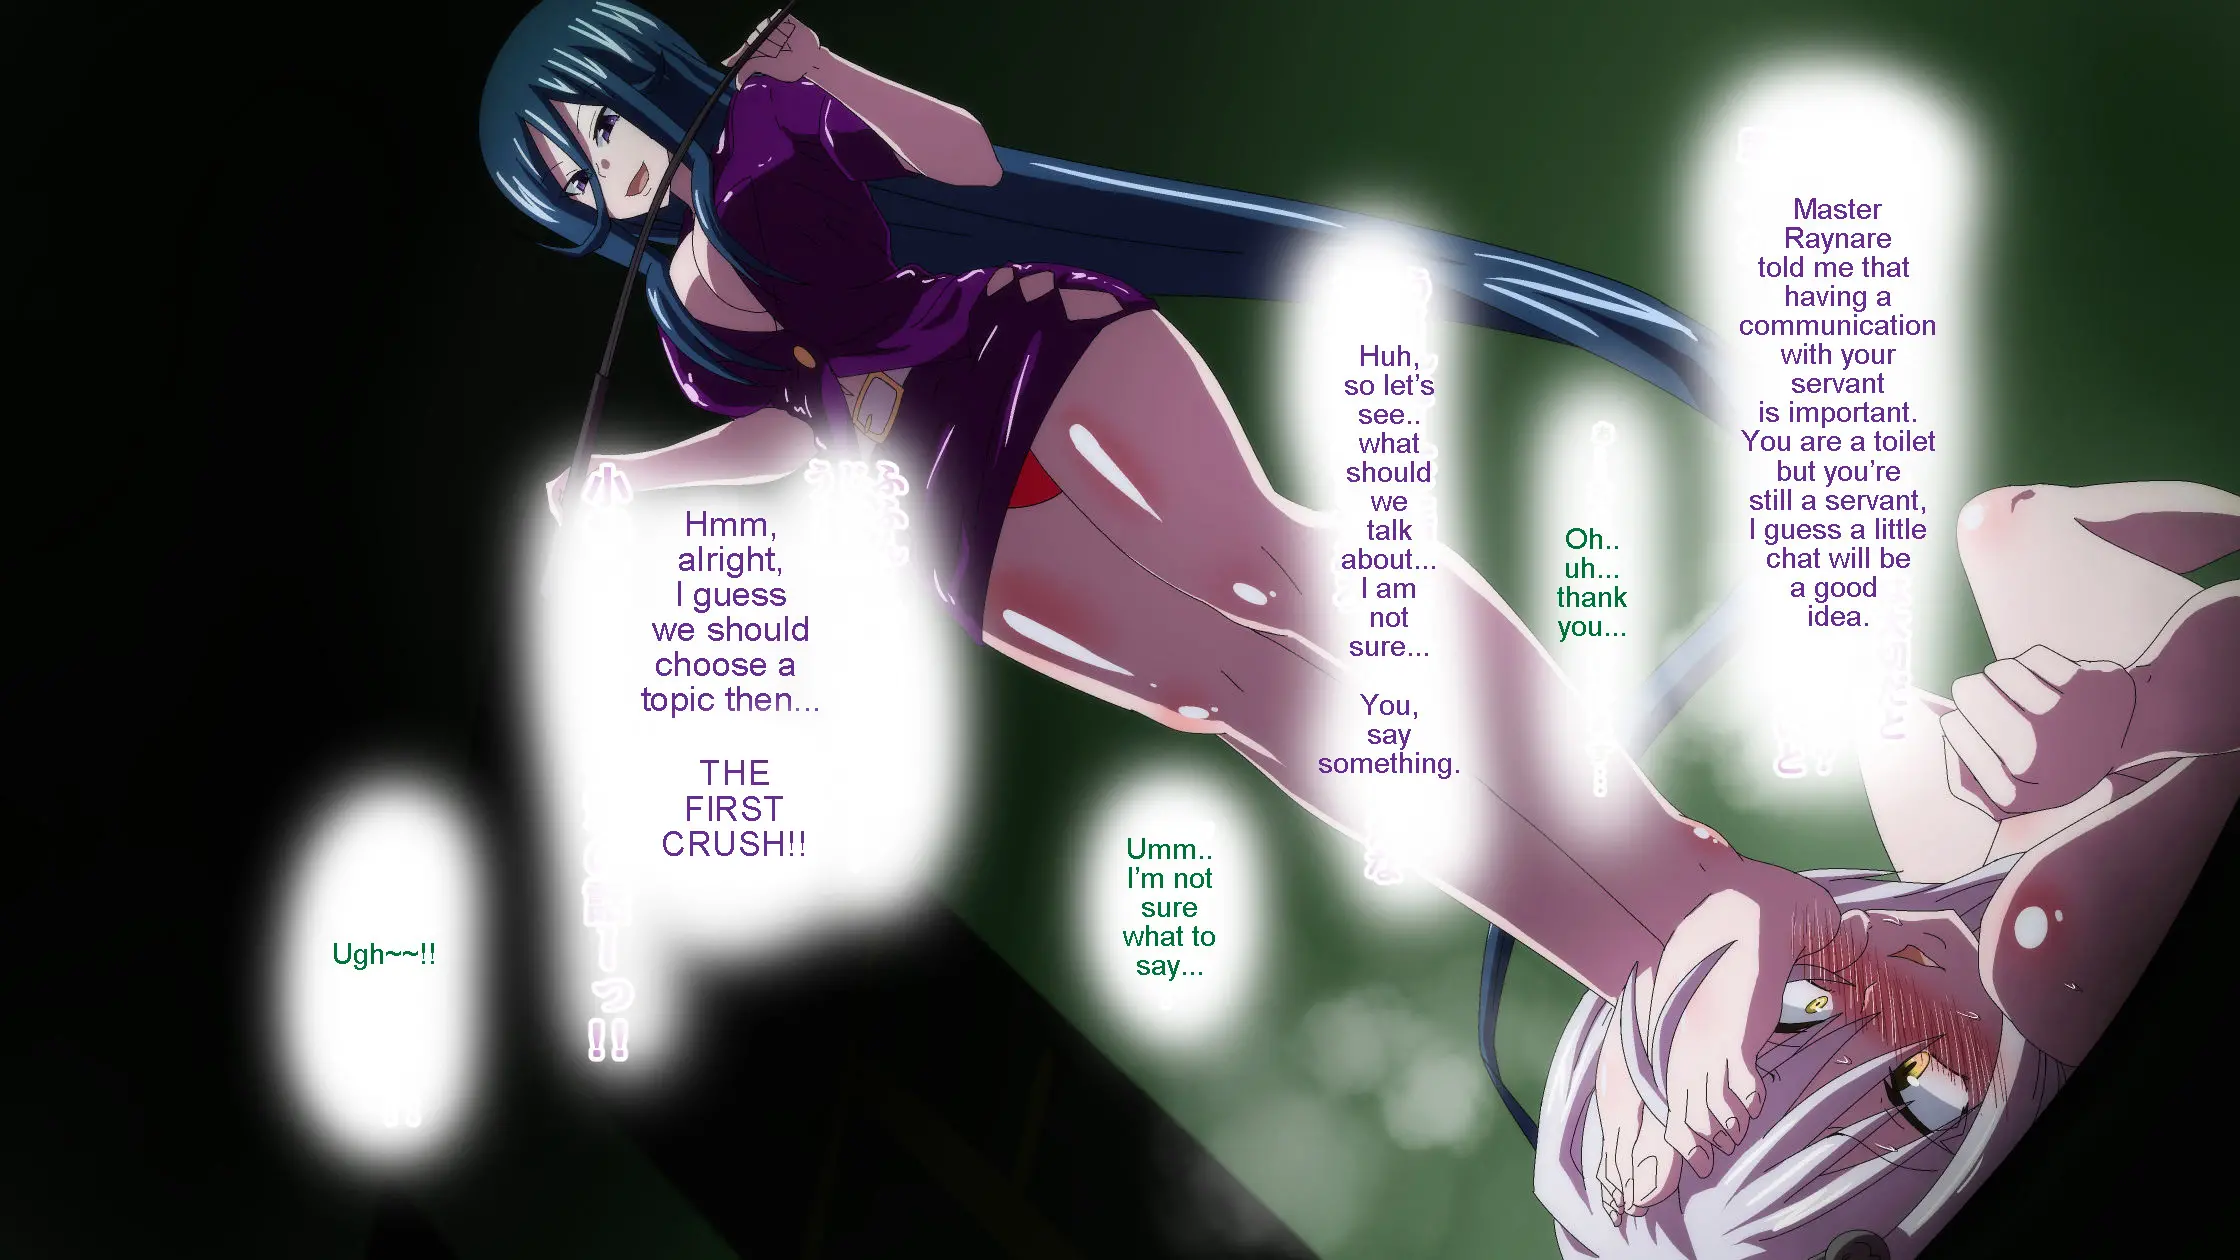 Master
Raynare
told me that
having a
communication
with your
servant
is important.
You are a toilet
but you're
still a servant,
I guess a little
chat will be
a good
idea.
Oh..
uh...
thank
you...
Huh,
so let's
see..
what
should
we
talk
about...
I am
not
sure...
You,
say
something.
Umm..
I'm not
sure
what to
say...
Hmm,
alright,
I guess
we should
choose a
topic then...
THE
FIRST
CRUSH!!
Ugh~~!!